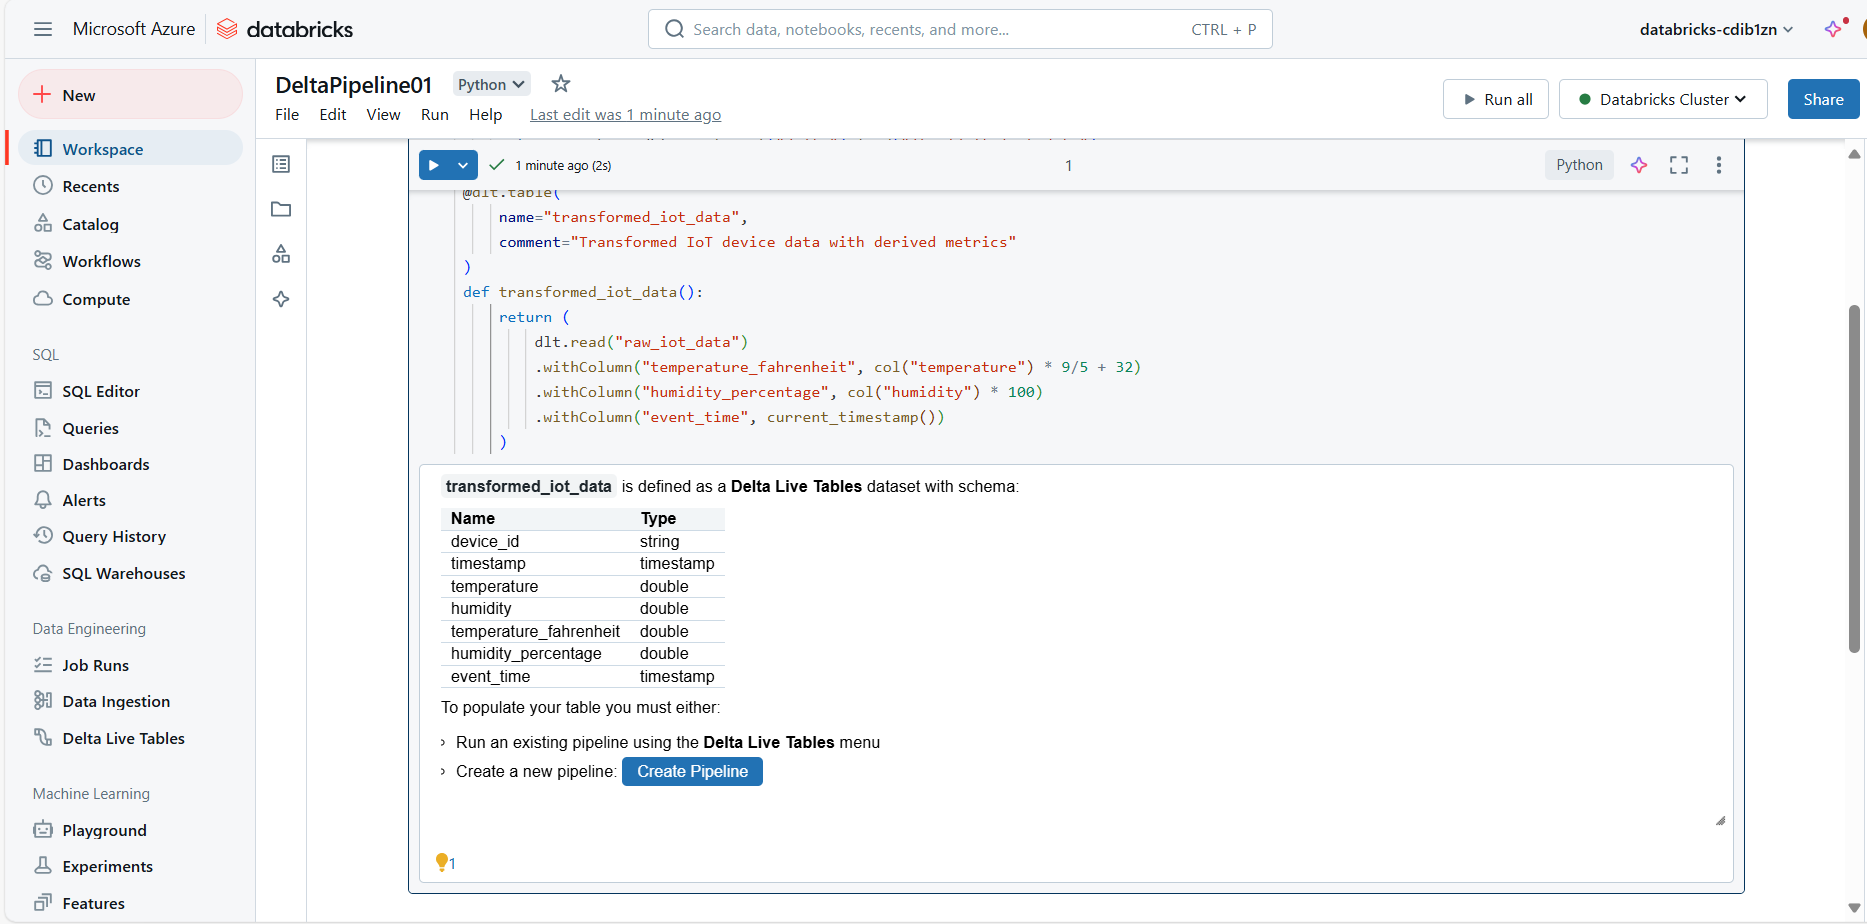 Microsoft Azure
databricks
Search data, notebooks, recents, and more...
CTRL + P
databricks-cdib1zn
New
Workspace
Recents
Catalog
Workflows
Compute
SQL
SQL Editor
Queries
Dashboards
Alerts
Query History
SQL Warehouses
Data Engineering
Job Runs
Data Ingestion
Delta Live Tables
Machine Learning
Playground
Experiments
Features
DeltaPipeline01
Python
File Edit View Run Help Last edit was 1 minute ago
Run all
Databricks Cluster
Share
1 minute ago (2s)
1
Python
@dlt.table(
name="transformed_iot_data",
comment="Transformed IoT device data with derived metrics"
)
def transformed_iot_data():
return (
dlt.read("raw_iot_data")
.withColumn("temperature_fahrenheit", col("temperature") * 9/5 + 32)
.withColumn("humidity_percentage", col("humidity") * 100)
.withColumn("event_time", current_timestamp())
)
transformed_iot_data is defined as a Delta Live Tables dataset with schema:
Name Type
device_id string
timestamp timestamp
temperature double
humidity double
temperature_fahrenheit double
humidity_percentage double
event_time timestamp
To populate your table you must either:
› Run an existing pipeline using the Delta Live Tables menu
› Create a new pipeline: Create Pipeline
1